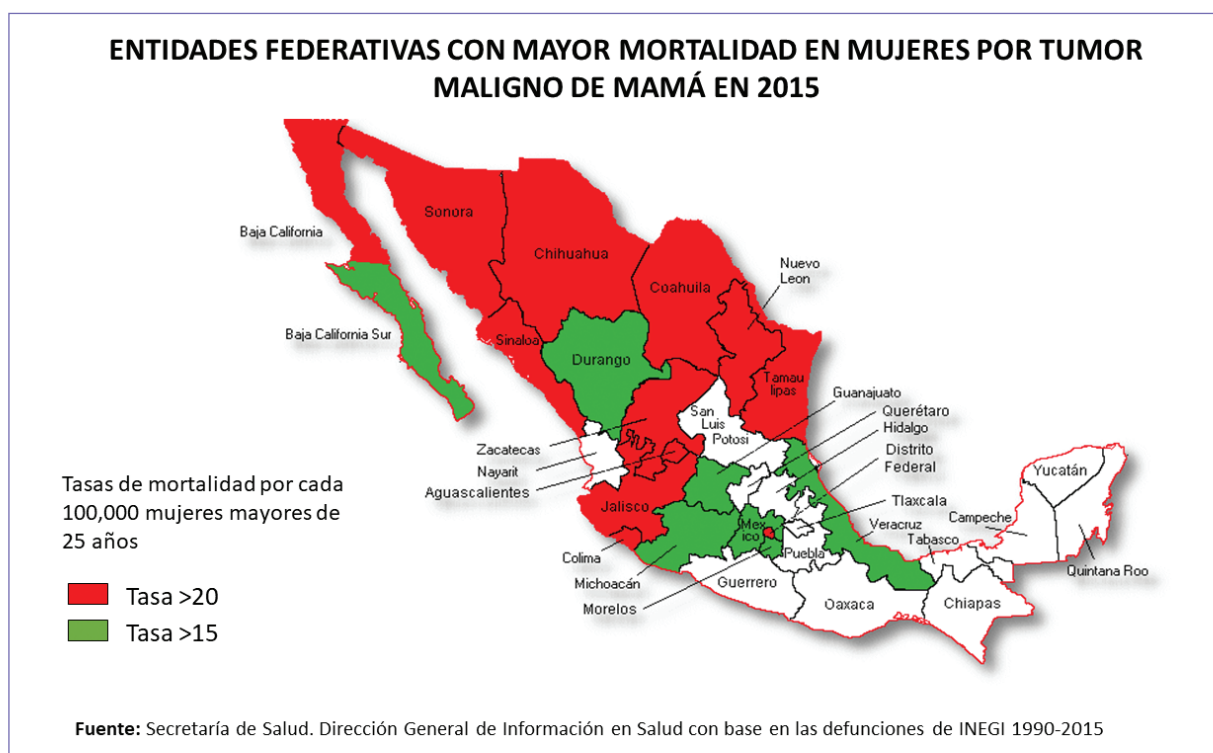 ENTIDADES FEDERATIVAS CON MAYOR MORTALIDAD EN MUJERES POR TUMOR
MALIGNO DE MAMÁ EN 2015
Baja California
Sonora
Chihuahua
Coahuila
Nuevo
Leon
Baja California Sur
Sinaloa
Durango
Tamau
lipas
Guanajuato
San
Luis
Potosi
Querétaro
Hidalgo
Zacatecas
Distrito
Federal
Nayarit
Aguascalientes
Yucatán
Tlaxcala
Jalisco
Campeche
Veracruz
Mex
ico
Tabasco
Colima
Puebla
Quintana Roo
Michoacán
Guerrero
Morelos
Oaxaca
Chiapas
Tasas de mortalidad por cada
100,000 mujeres mayores de
25 años
Tasa >20
Tasa >15
Fuente: Secretaría de Salud. Dirección General de Información en Salud con base en las defunciones de INEGI 1990-2015